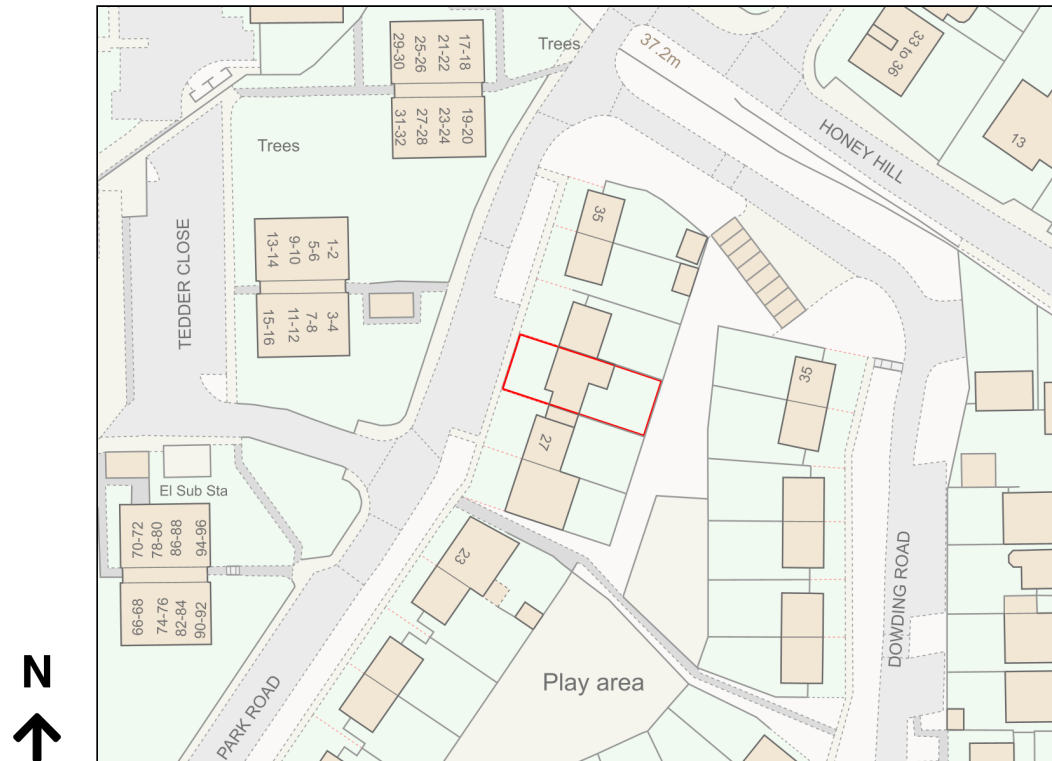 17-18
21-22
25-26
29-30
19-20
23-24
27-28
31-32
Trees
37.2m
33 to 36
13
HONEY HILL
Trees
TEDDER CLOSE
1-2
5-6
9-10
13-14
3-4
7-8
11-12
15-16
35
35
27
El Sub Sta
70-72
78-80
86-88
94-96
66-68
74-76
82-84
90-92
23
DOWDING ROAD
Play area
PARK ROAD
N